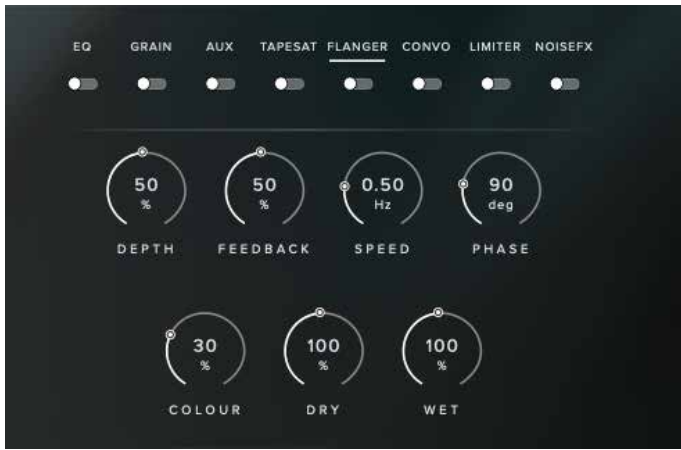 EQ GRAIN AUX TAPESAT FLANGER CONVO LIMITER NOISEFX
50 50 0.50 90
% % Hz deg
DEPTH FEEDBACK SPEED PHASE
30 100 100
% % %
COLOUR DRY WET